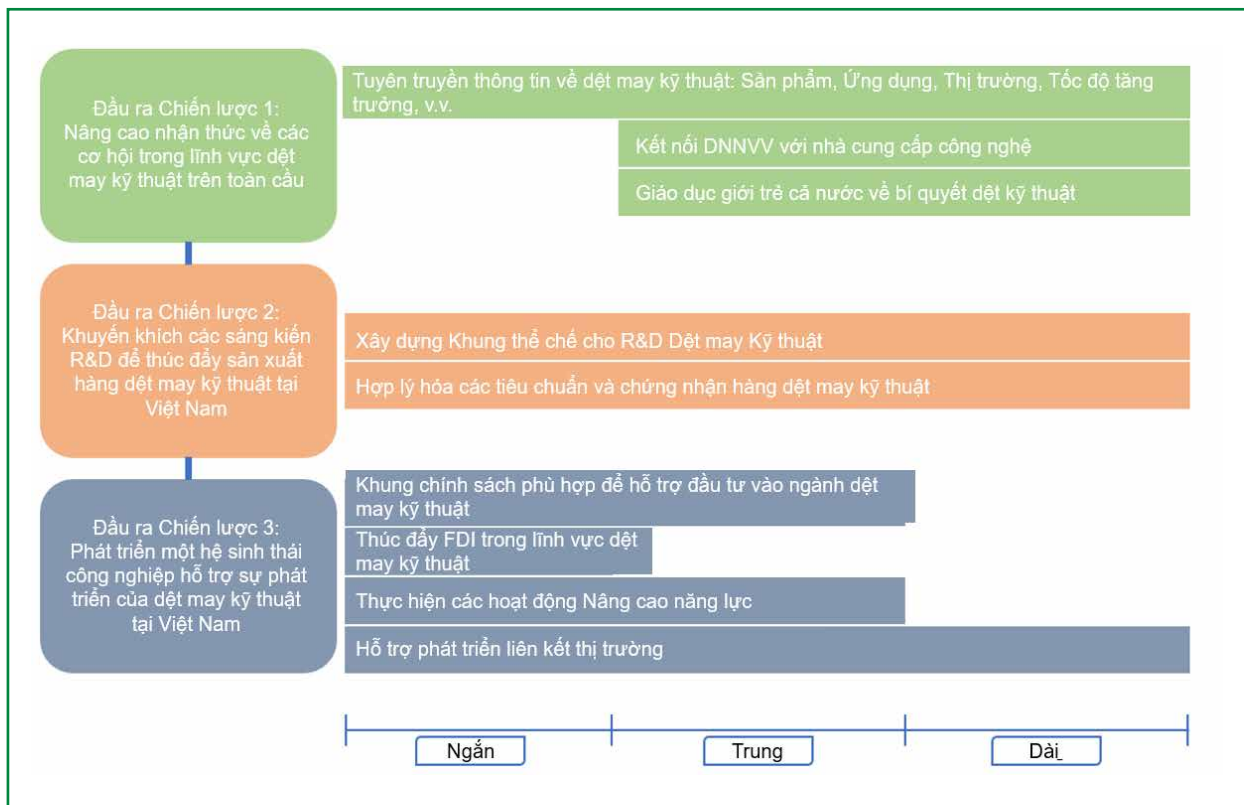 Đầu ra Chiến lược 1:
Nâng cao nhận thức về các
cơ hội trong lĩnh vực dệt
may kỹ thuật trên toàn cầu
Tuyên truyền thông tin về dệt may kỹ thuật: Sản phẩm, Ứng dụng, Thị trường, Tốc độ tăng
trưởng, v.v.
Kết nối DNNVV với nhà cung cấp công nghệ
Giáo dục giới trẻ cả nước về bí quyết dệt kỹ thuật
Đầu ra Chiến lược 2:
Khuyến khích các sáng kiến
R&D để thúc đẩy sản xuất
hàng dệt may kỹ thuật tại
Việt Nam
Xây dựng Khung thể chế cho R&D Dệt may Kỹ thuật
Hợp lý hóa các tiêu chuẩn và chứng nhận hàng dệt may kỹ thuật
Đầu ra Chiến lược 3:
Phát triển một hệ sinh thái
công nghiệp hỗ trợ sự phát
triển của dệt may kỹ thuật
tại Việt Nam
Khung chính sách phù hợp để hỗ trợ đầu tư vào ngành dệt
may kỹ thuật
Thúc đẩy FDI trong lĩnh vực dệt
may kỹ thuật
Thực hiện các hoạt động Nâng cao năng lực
Hỗ trợ phát triển liên kết thị trường
Ngắn
Trung
Dài